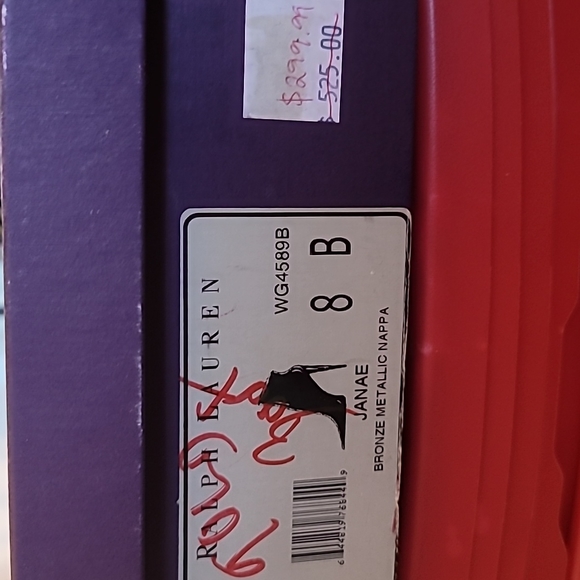 $299.99
$ 525.00
RALPH LAUREN
WG4589B
8 B
JANAE
BRONZE METALLIC NAPPA